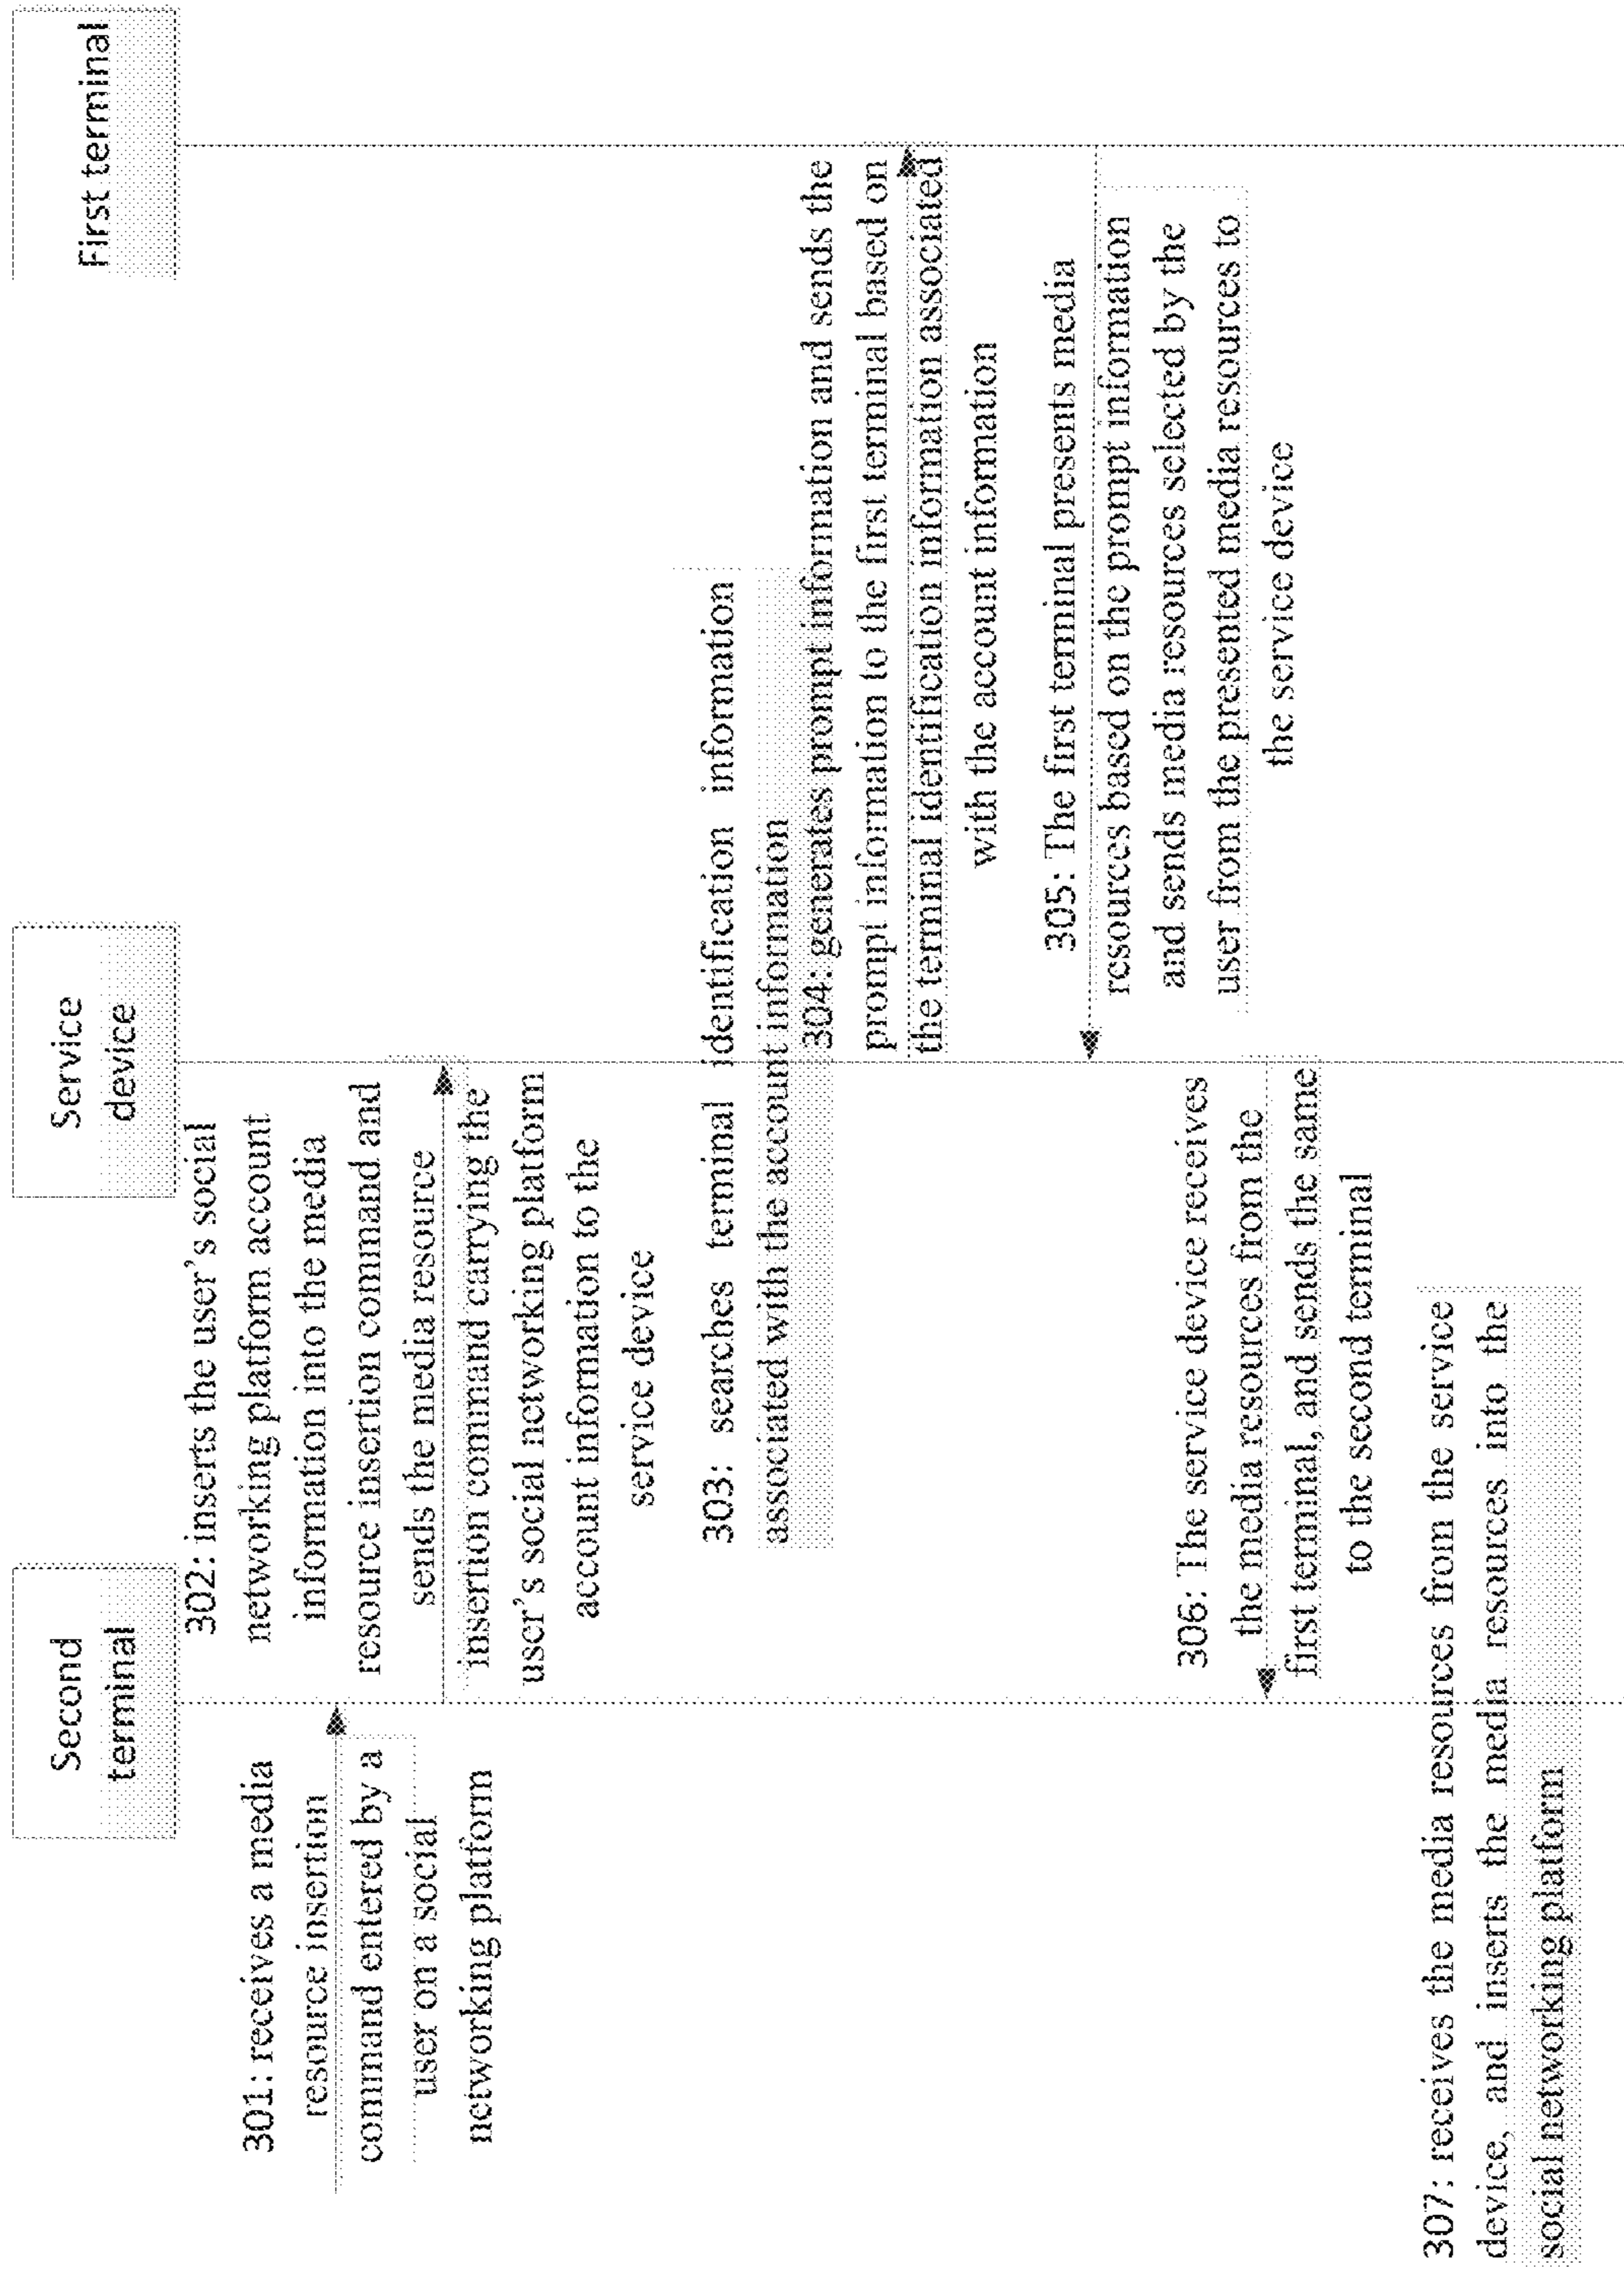 Second
terminal
Service
device
First terminal
301: receives a media
resource insertion
command entered by a
user on a social
networking platform
302: inserts the user's social
networking platform account
information into the media
resource insertion command and
sends the media resource
insertion command carrying the
user's social networking platform
account information to the
service device
303: searches terminal identification information
associated with the account information
304: generates prompt information and sends the
prompt information to the first terminal based on
the terminal identification information associated
with the account information
305: The first terminal presents media
resources based on the prompt information
and sends media resources selected by the
user from the presented media resources to
the service device
306: The service device receives
the media resources from the
first terminal, and sends the same
to the second terminal
307: receives the media resources from the service
device, and inserts the media resources into the
social networking platform